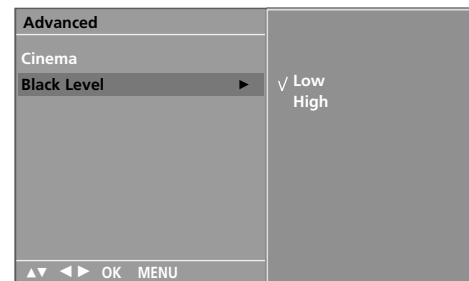 Advanced
Cinema
Black Level ►
√ Low
High
▲▼ ◄ ► OK MENU